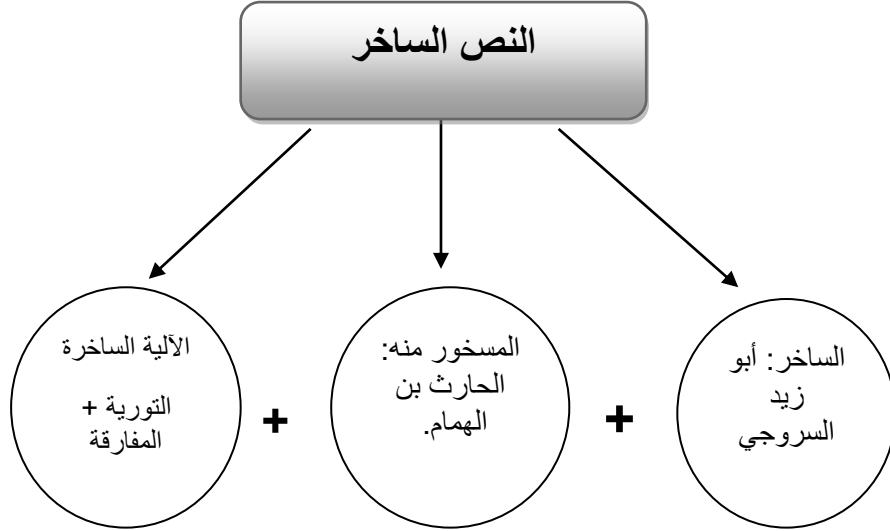 النص الساخر
الساخر: أبو
زيد
السروجي
+
المسخور منه:
الحارث بن
الهمام.
+
الآلية الساخرة
التورية +
المفارقة